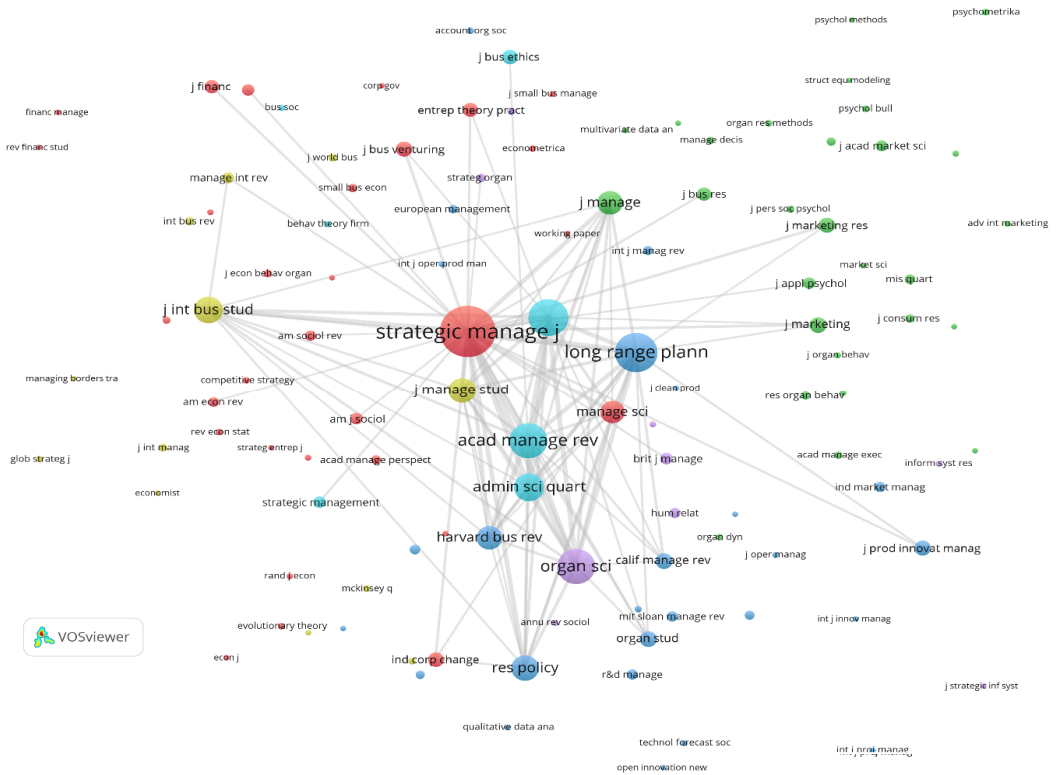 psychometrika
psychol methods
account org soc
j bus ethics
struct equ modeling
j financ
corp gov
j small bus manage
bus soc
entrep theory pract
psychol bull
financ manage
multivariate data an
organ res methods
manage decis
rev financ stud
j bus venturing
econometrica
j acad market sci
j world bus
manage int rev
strateg organ
small bus econ
j bus res
j manage
european management
j pers soc psychol
int bus rev
behav theory firm
j marketing res
adv int marketing
working paper
int j manag rev
int j oper prod man
market sci
j econ behav organ
j appl psychol
mis quart
j int bus stud
j consum res
j marketing
strategic manage j
am sociol rev
long range plann
j organ behav
managing borders tra
competitive strategy
j manage stud
j clean prod
res organ behav
am econ rev
manage sci
am j sociol
rev econ stat
acad manage rev
j int manag
strateg entrep j
glob strateg j
acad manage perspect
brit j manage
acad manage exec
inform syst res
admin sci quart
ind market manag
economist
strategic management
hum relat
harvard bus rev
organ dyn
j prod innovat manag
calif manage rev
j oper manag
organ sci
rand j econ
mckinsey q
mit sloan manage rev
int j innov manag
annu rev sociol
evolutionary theory
VOSviewer
organ stud
econ j
ind corp change
res policy
r&d manage
j strategic inf syst
qualitative data ana
technol forecast soc
int j proj manag
open innovation new